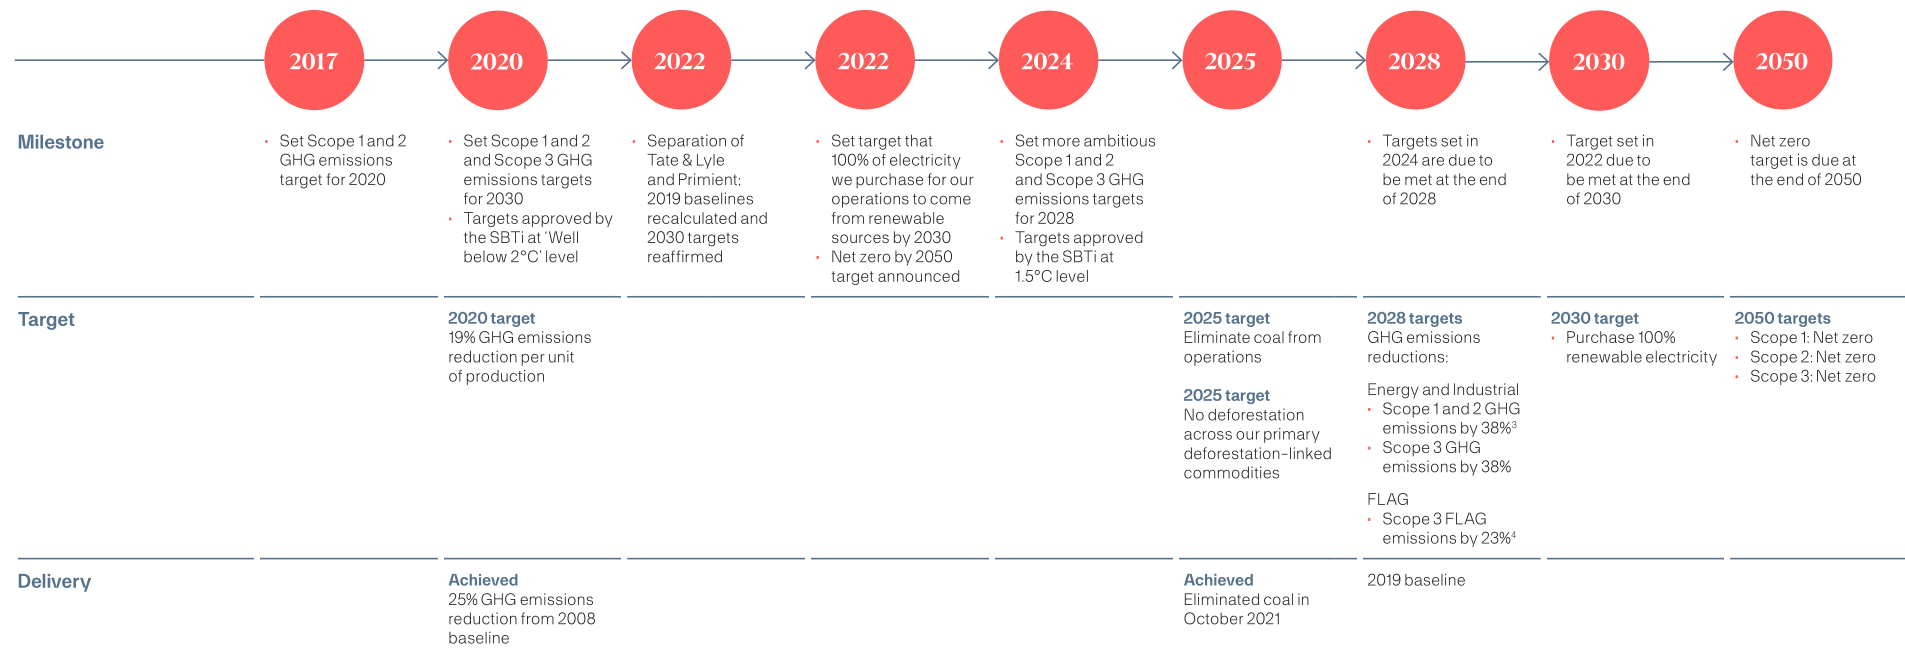 2017
2020
2022
2022
2024
2025
2028
2030
2050
Milestone
· Set Scope 1 and 2
GHG emissions
target for 2020
· Set Scope 1 and 2
and Scope 3 GHG
emissions targets
for 2030
· Targets approved by
the SBTi at ‘Well
below 2°C’ level
· Separation of
Tate & Lyle
and Primient;
2019 baselines
recalculated and
2030 targets
reaffirmed
· Set target that
100% of electricity
we purchase for our
operations to come
from renewable
sources by 2030
· Net zero by 2050
target announced
· Set more ambitious
Scope 1 and 2
and Scope 3 GHG
emissions targets
for 2028
· Targets approved
by the SBTi at
1.5°C level
· Targets set in
2024 are due to
be met at the end
of 2028
· Target set in
2022 due to
be met at the end
of 2030
· Net zero
target is due at
the end of 2050
Target
2020 target
19% GHG emissions
reduction per unit
of production
2025 target
Eliminate coal from
operations
2025 target
No deforestation
across our primary
deforestation-linked
commodities
2028 targets
GHG emissions
reductions:
Energy and Industrial
· Scope 1 and 2 GHG
emissions by 38%³
· Scope 3 GHG
emissions by 38%
FLAG
· Scope 3 FLAG
emissions by 23%⁴
2030 target
· Purchase 100%
renewable electricity
2050 targets
· Scope 1: Net zero
· Scope 2: Net zero
· Scope 3: Net zero
Delivery
Achieved
25% GHG emissions
reduction from 2008
baseline
Achieved
Eliminated coal in
October 2021
2019 baseline